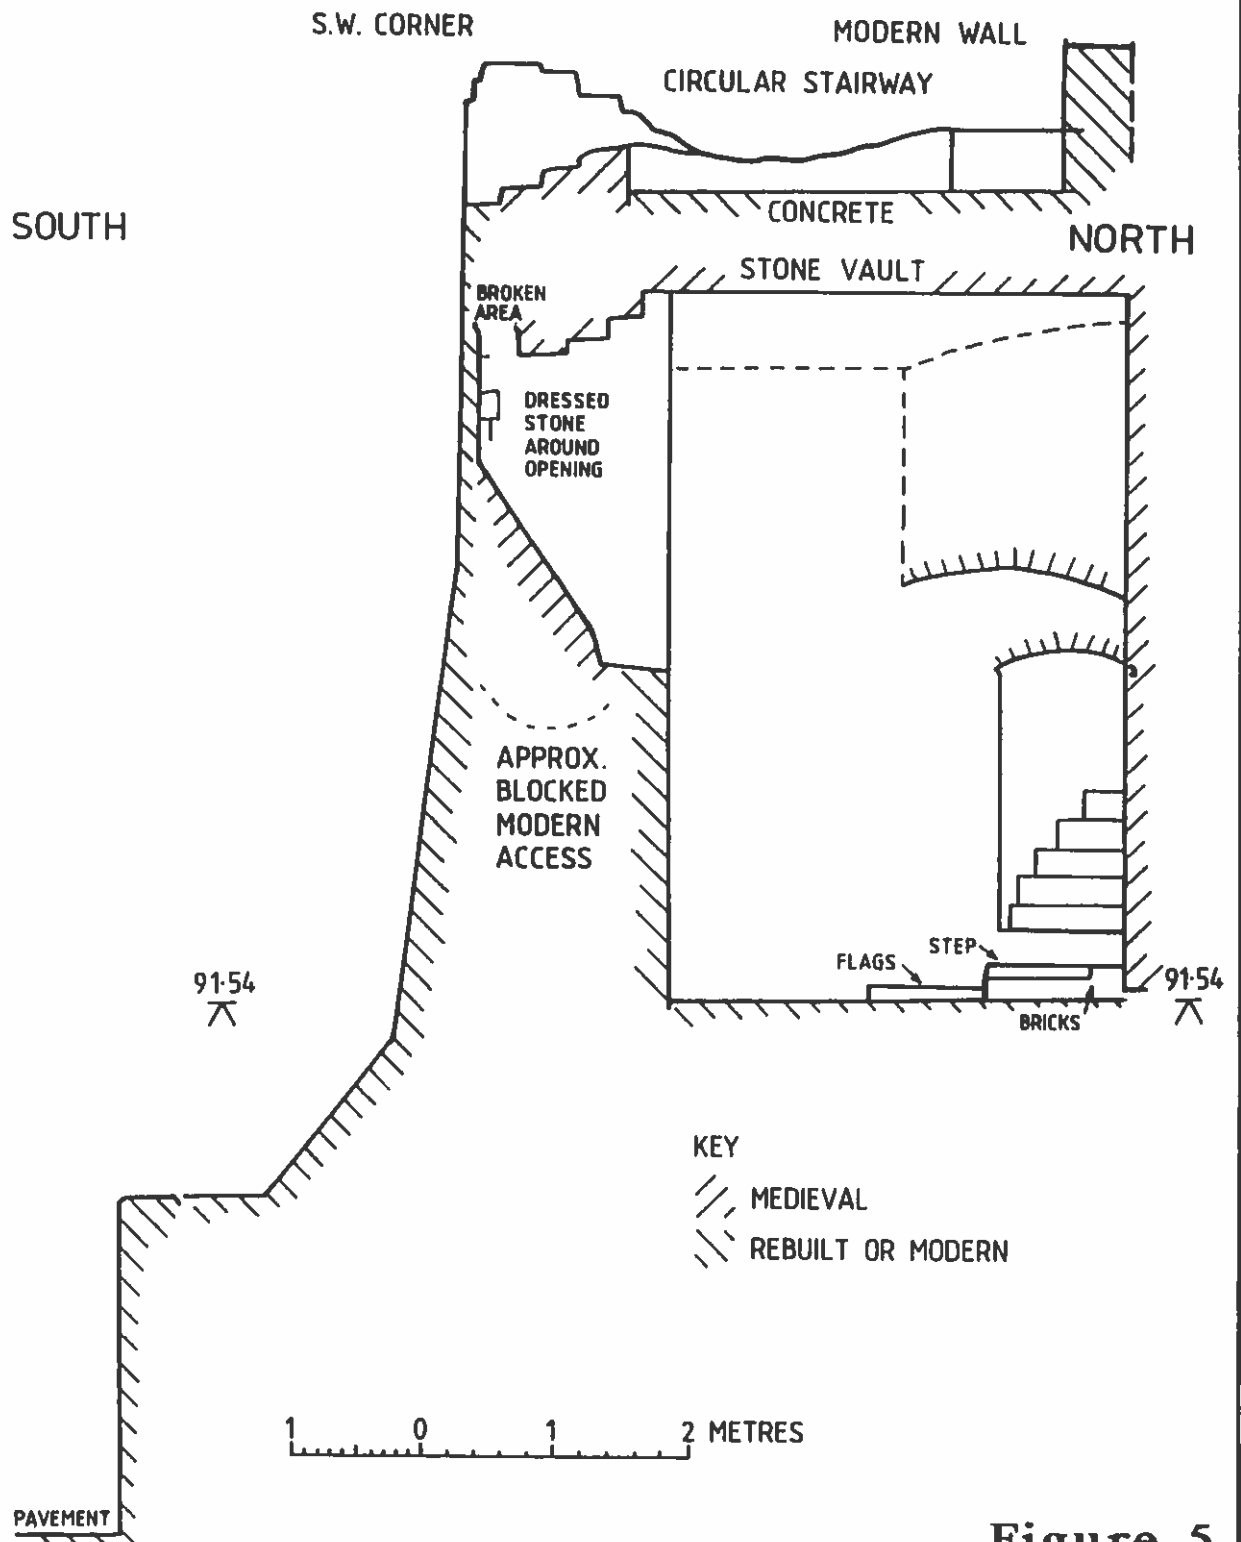 S.W. CORNER
MODERN WALL
CIRCULAR STAIRWAY
SOUTH
CONCRETE
NORTH
STONE VAULT
BROKEN
AREA
DRESSED
STONE
AROUND
OPENING
APPROX.
BLOCKED
MODERN
ACCESS
STEP
FLAGS
91·54
91·54
BRICKS
KEY
MEDIEVAL
REBUILT OR MODERN
1 0 1 2 METRES
PAVEMENT
Figure 5